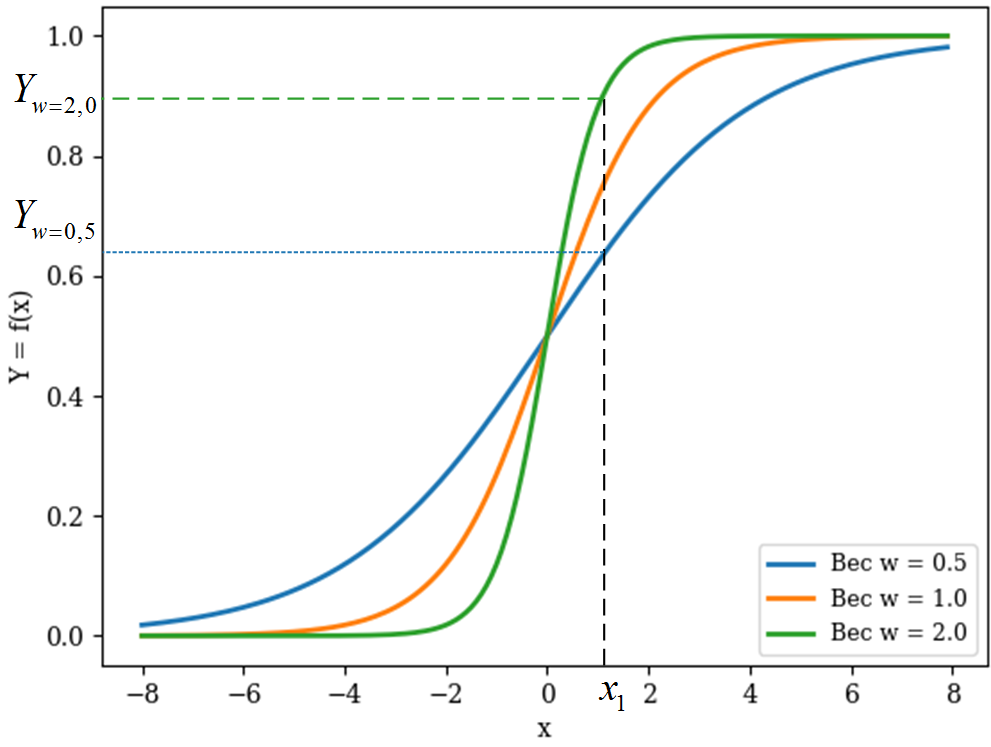 1.0
Y_{w=2,0}
0.8
Y_{w=0,5}
0.6
0.4
0.2
0.0
Y = f(x)
−8 −6 −4 −2 0 x_1 2 4 6 8
x
Вес w = 0.5
Вес w = 1.0
Вес w = 2.0